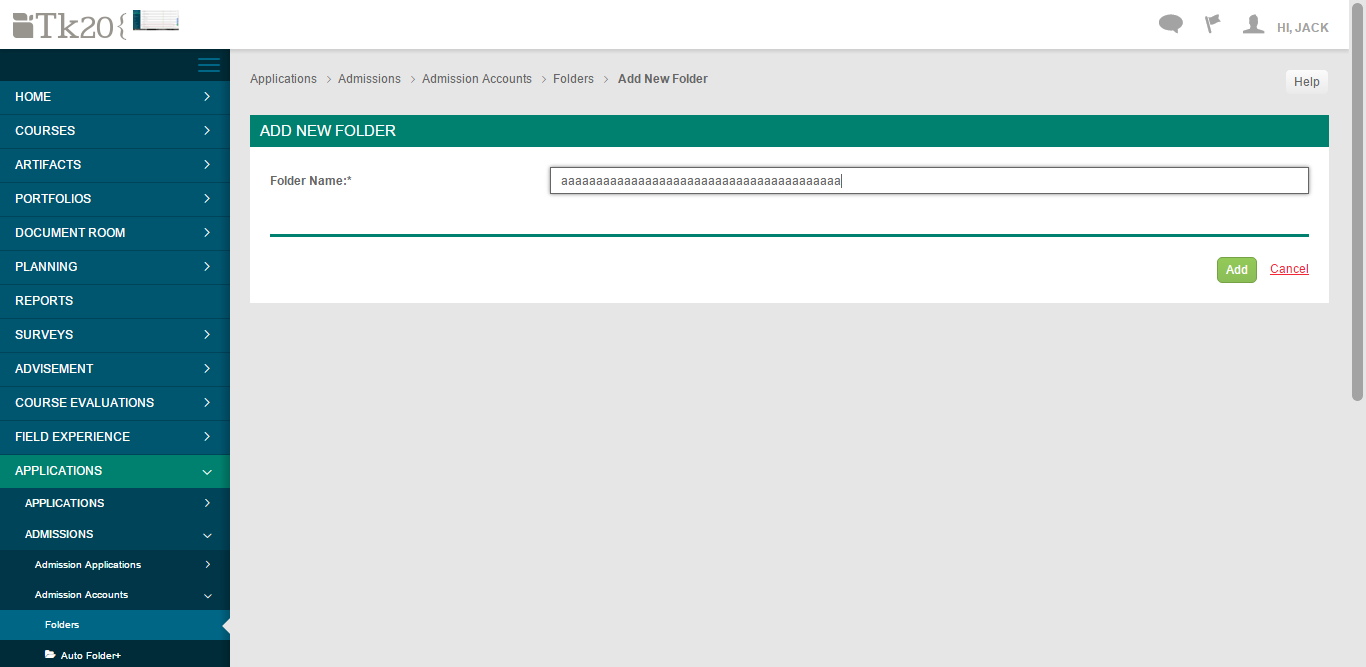 Tk20{
HI, JACK
Applications > Admissions > Admission Accounts > Folders > Add New Folder
Help
HOME
COURSES
ARTIFACTS
PORTFOLIOS
DOCUMENT ROOM
PLANNING
REPORTS
SURVEYS
ADVISEMENT
COURSE EVALUATIONS
FIELD EXPERIENCE
APPLICATIONS
APPLICATIONS
ADMISSIONS
Admission Applications
Admission Accounts
Folders
Auto Folder+
ADD NEW FOLDER
Folder Name:*
aaaaaaaaaaaaaaaaaaaaaaaaaaaaaaaaaaaaaaaa
Add
Cancel